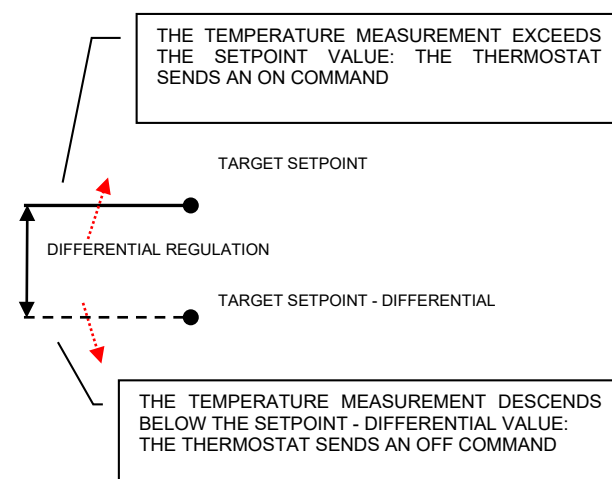 THE TEMPERATURE MEASUREMENT EXCEEDS
THE SETPOINT VALUE: THE THERMOSTAT
SENDS AN ON COMMAND
TARGET SETPOINT
DIFFERENTIAL REGULATION
TARGET SETPOINT - DIFFERENTIAL
THE TEMPERATURE MEASUREMENT DESCENDS
BELOW THE SETPOINT - DIFFERENTIAL VALUE:
THE THERMOSTAT SENDS AN OFF COMMAND